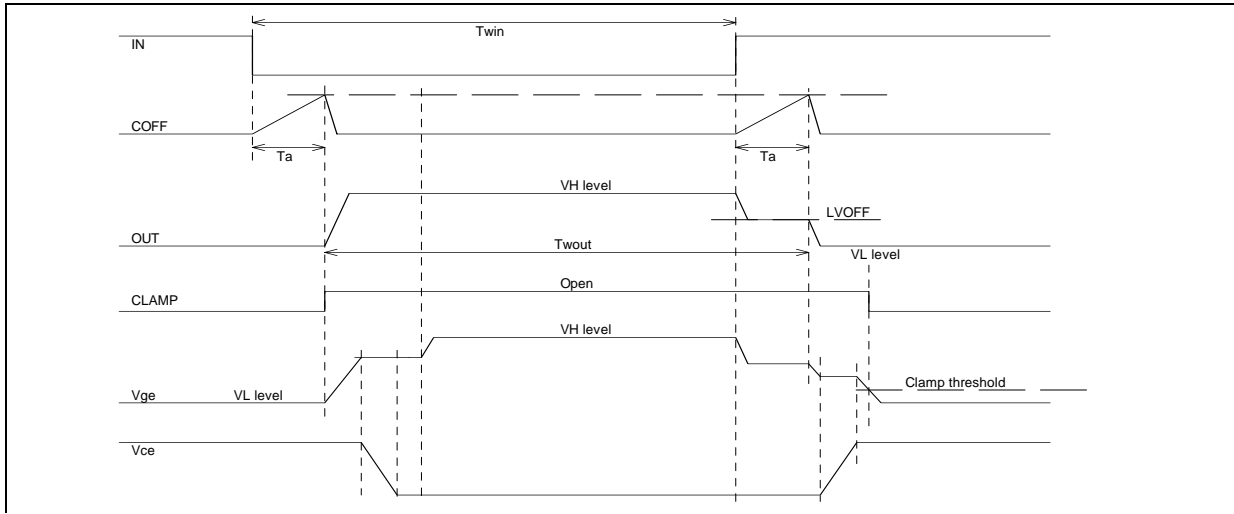 Twin
IN
COFF
Ta
Ta
VH level
LVOFF
OUT
Twout
VL level
Open
CLAMP
VH level
Clamp threshold
Vge
VL level
Vce